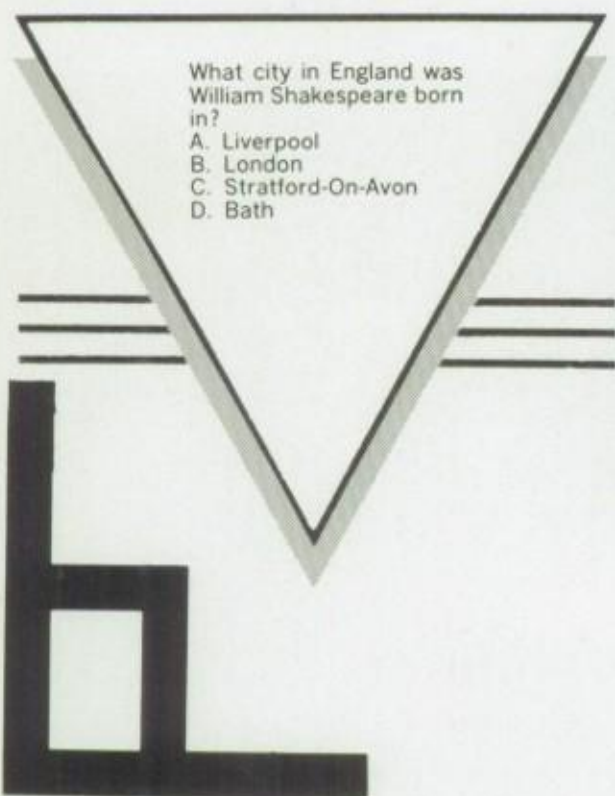 What city in England was
William Shakespeare born
in?
A. Liverpool
B. London
C. Stratford-On-Avon
D. Bath